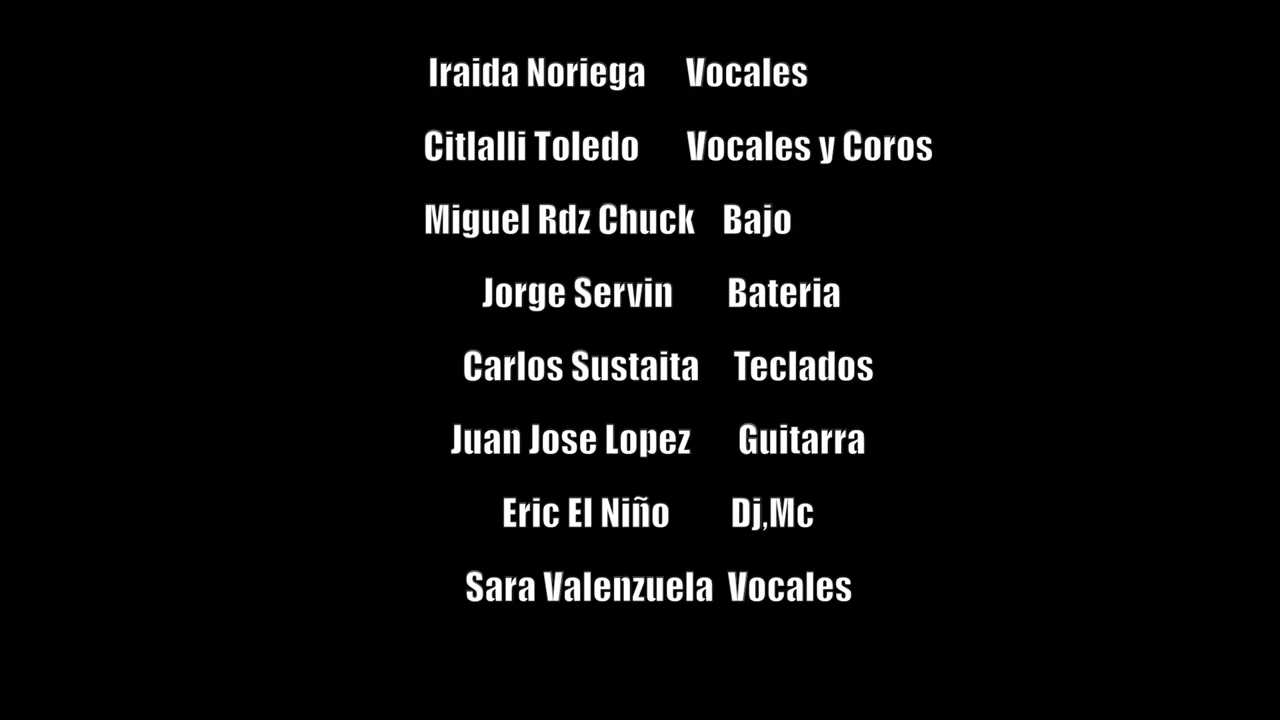 Iraida Noriega Vocales
Citlalli Toledo Vocales y Coros
Miguel Rdz Chuck Bajo
Jorge Servin Bateria
Carlos Sustaita Teclados
Juan Jose Lopez Guitarra
Eric El Niño Dj,Mc
Sara Valenzuela Vocales